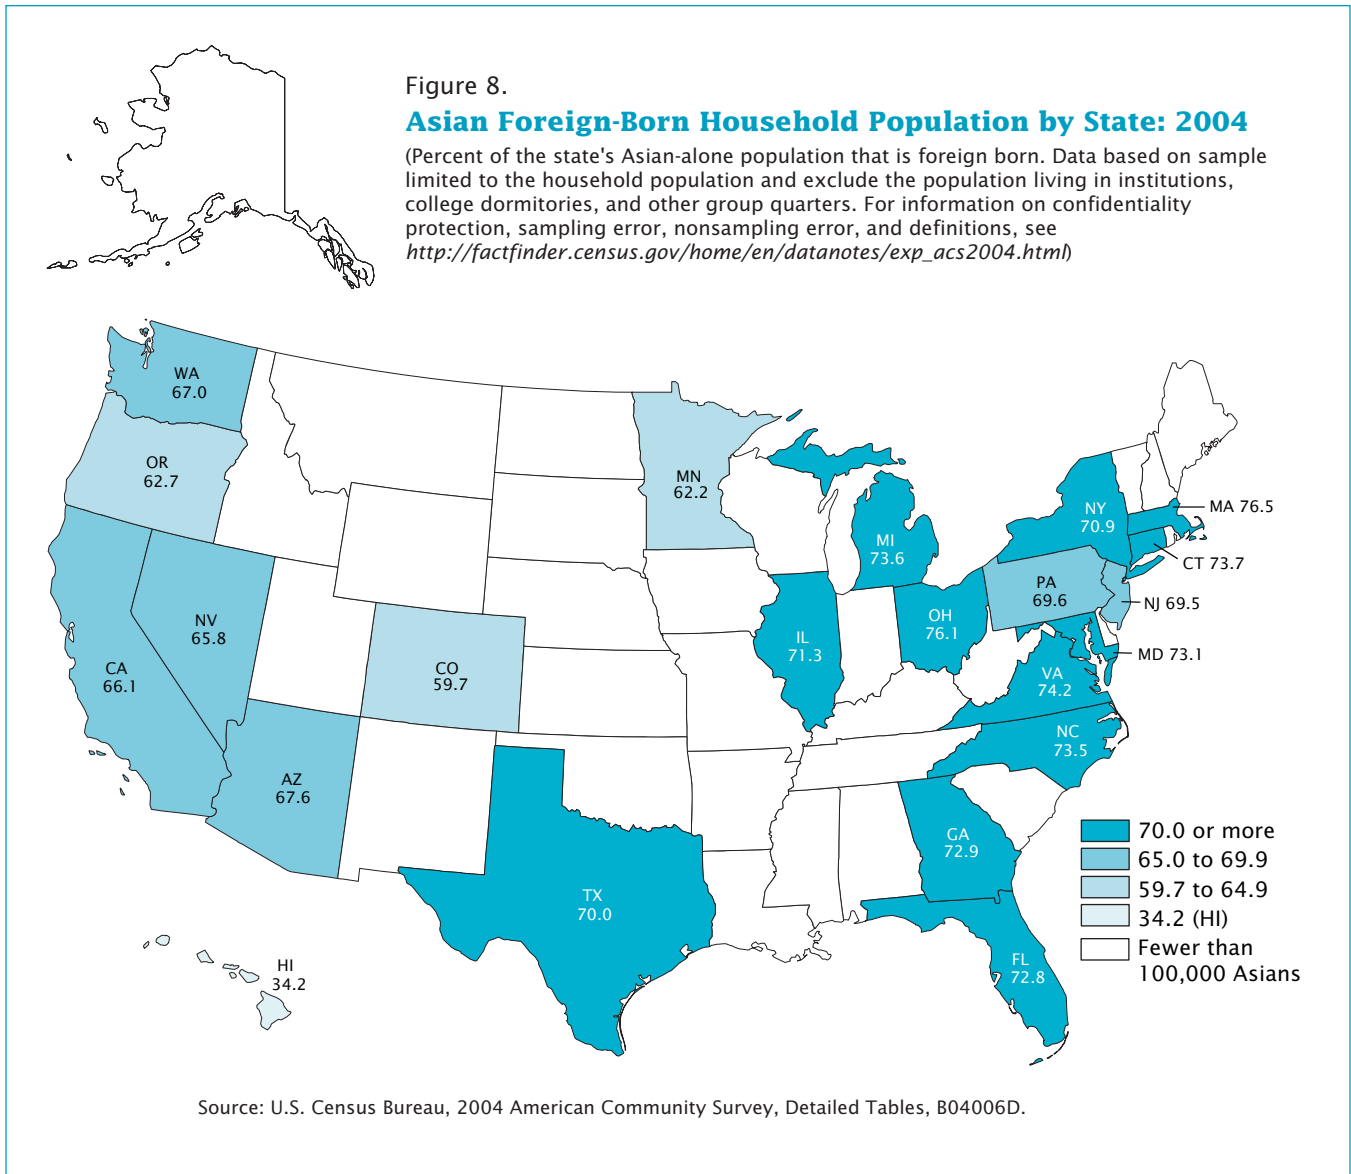 Figure 8.
Asian Foreign-Born Household Population by State: 2004
(Percent of the state's Asian-alone population that is foreign born. Data based on sample
limited to the household population and exclude the population living in institutions,
college dormitories, and other group quarters. For information on confidentiality
protection, sampling error, nonsampling error, and definitions, see
http://factfinder.census.gov/home/en/datanotes/exp_acs2004.html)
WA
67.0
OR
62.7
MN
62.2
NY
70.9
MA 76.5
MI
73.6
CT 73.7
PA
69.6
NJ 69.5
NV
65.8
OH
76.1
IL
71.3
MD 73.1
CA
66.1
CO
59.7
VA
74.2
NC
73.5
AZ
67.6
GA
72.9
TX
70.0
FL
72.8
HI
34.2
70.0 or more
65.0 to 69.9
59.7 to 64.9
34.2 (HI)
Fewer than
100,000 Asians
Source: U.S. Census Bureau, 2004 American Community Survey, Detailed Tables, B04006D.